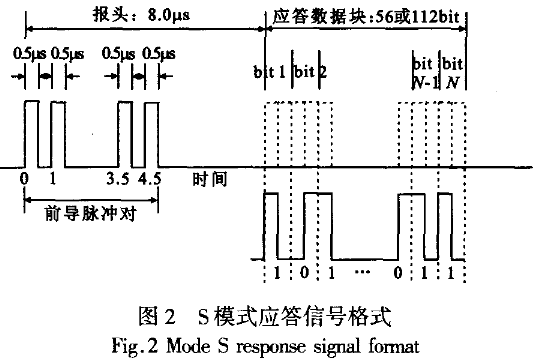 报头：8.0μs
应答数据块：56或112bit
0.5μs 0.5μs 0.5μs 0.5μs
bit 1 bit 2 bit N-1 bit N
0 1 3.5 4.5 时间
前导脉冲对
1 0 1 … 0 1 1
图2 S模式应答信号格式
Fig.2 Mode S response signal format